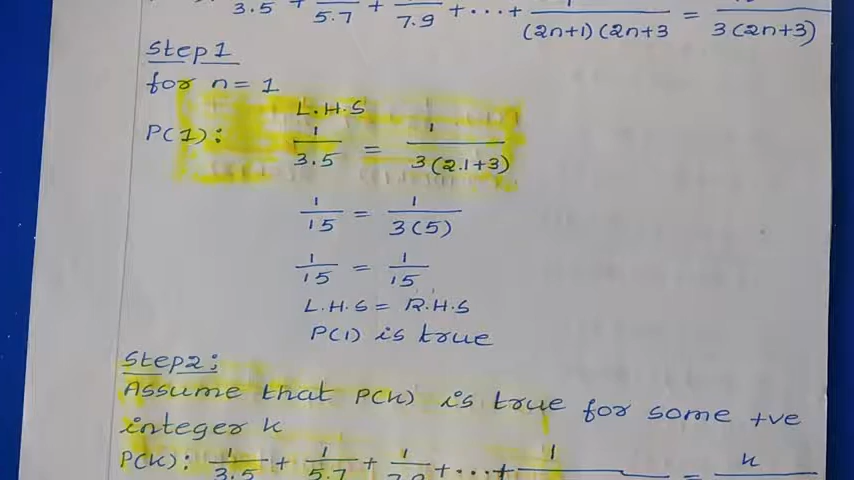 1/3.5 + 1/5.7 + 1/7.9 + ... + 1/(2n+1)(2n+3 = /3(2n+3)
Step1
for n=1
L.H.S
P(1): 1/3.5 = 1/3(2.1+3)
1/15 = 1/3(5)
1/15 = 1/15
L.H.S = R.H.S
P(1) is true
Step2:
Assume that P(k) is true for some +ve
integer k
P(k): 1/3.5 + 1/5.7 + 1/7.9 + ... + 1/ = k/